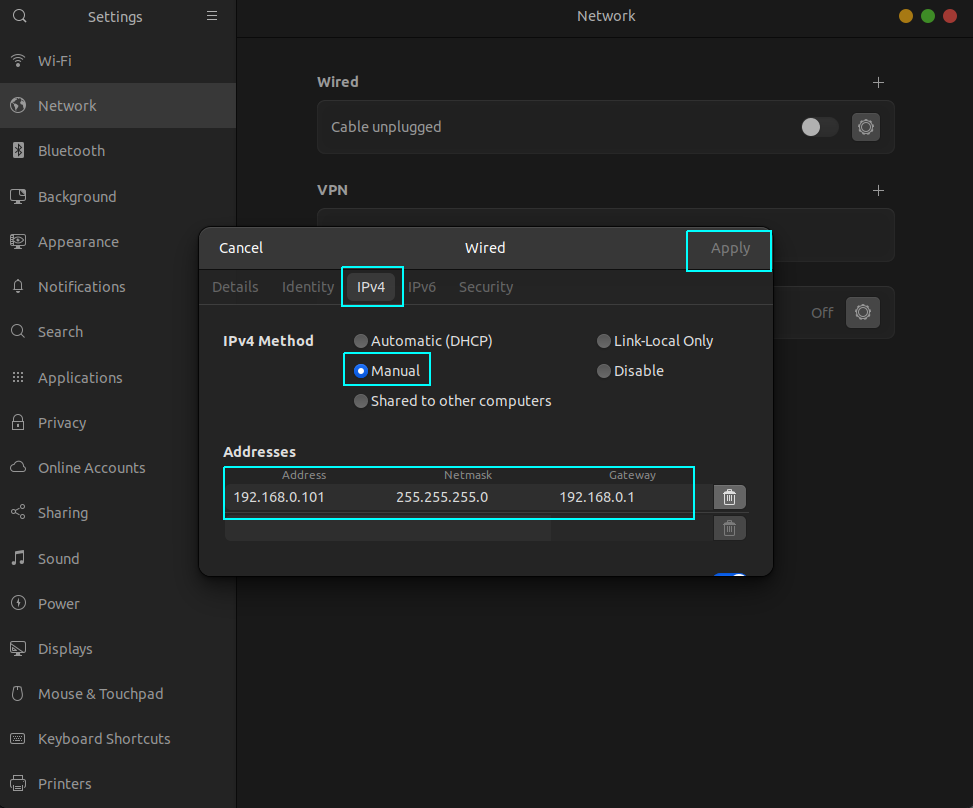 Settings
Network
Wi-Fi
Network
Bluetooth
Background
Appearance
Notifications
Search
Applications
Privacy
Online Accounts
Sharing
Sound
Power
Displays
Mouse & Touchpad
Keyboard Shortcuts
Printers
Wired
Cable unplugged
VPN
Off
Cancel Wired Apply
Details Identity IPv4 IPv6 Security
IPv4 Method
Automatic (DHCP) Link-Local Only
Manual Disable
Shared to other computers
Addresses
Address Netmask Gateway
192.168.0.101 255.255.255.0 192.168.0.1